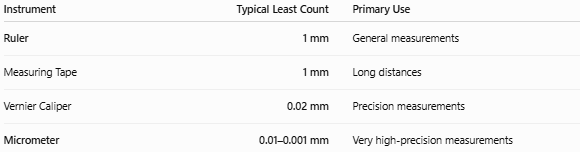 Instrument Typical Least Count Primary Use
Ruler 1 mm General measurements
Measuring Tape 1 mm Long distances
Vernier Caliper 0.02 mm Precision measurements
Micrometer 0.01–0.001 mm Very high-precision measurements